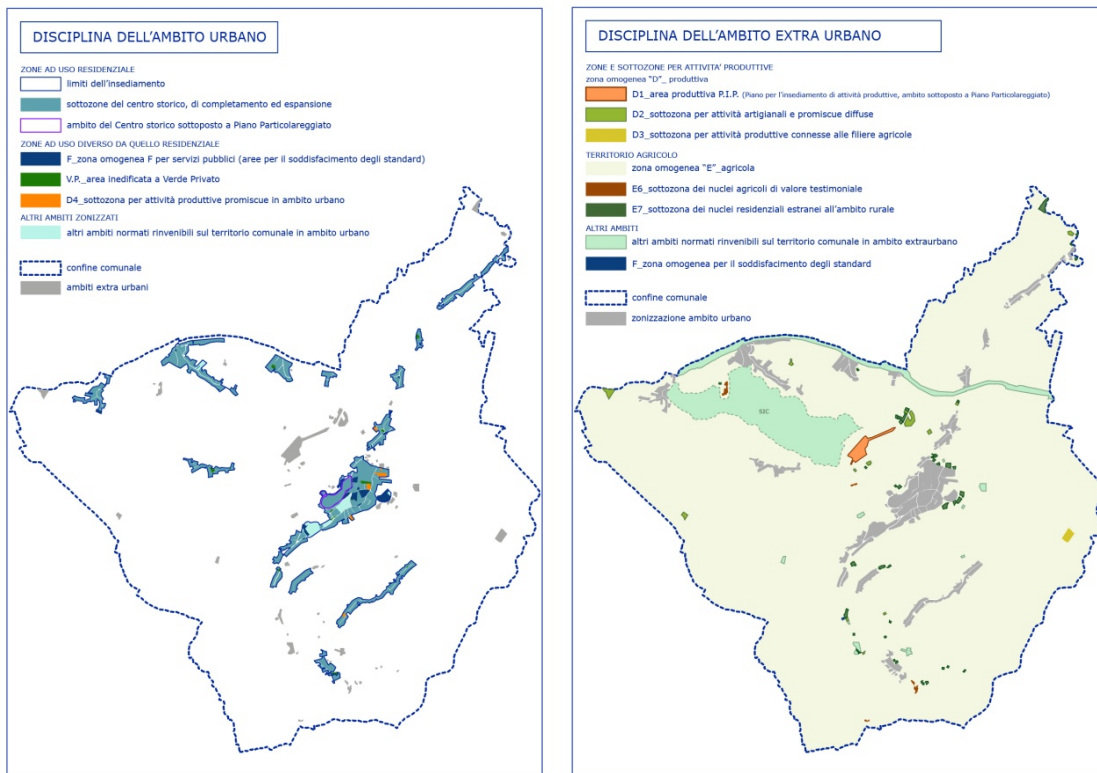 DISCIPLINA DELL'AMBITO URBANO
ZONE AD USO RESIDENZIALE
limiti dell'insediamento
sottozone del centro storico, di completamento ed espansione
ambito del Centro storico sottoposto a Piano Particolareggiato
ZONE AD USO DIVERSO DA QUELLO RESIDENZIALE
F_zona omogenea F per servizi pubblici (aree per il soddisfacimento degli standard)
V.P._area inedificata a Verde Privato
D4_sottozona per attività produttive promiscue in ambito urbano
ALTRI AMBITI ZONIZZATI
altri ambiti normati rinvenibili sul territorio comunale in ambito urbano
confine comunale
ambiti extra urbani
DISCIPLINA DELL'AMBITO EXTRA URBANO
ZONE E SOTTOZONE PER ATTIVITA' PRODUTTIVE
zona omogenea "D"_ produttiva
D1_area produttiva P.I.P. (Piano per l'insediamento di attività produttive, ambito sottoposto a Piano Particolareggiato)
D2_sottozona per attività artigianali e promiscue diffuse
D3_sottozona per attività produttive connesse alle filiere agricole
TERRITORIO AGRICOLO
zona omogenea "E"_agricola
E6_sottozona dei nuclei agricoli di valore testimoniale
E7_sottozona dei nuclei residenziali estranei all'ambito rurale
ALTRI AMBITI
altri ambiti normati rinvenibili sul territorio comunale in ambito extraurbano
F_zona omogenea per il soddisfacimento degli standard
confine comunale
zonizzazione ambito urbano
SIC